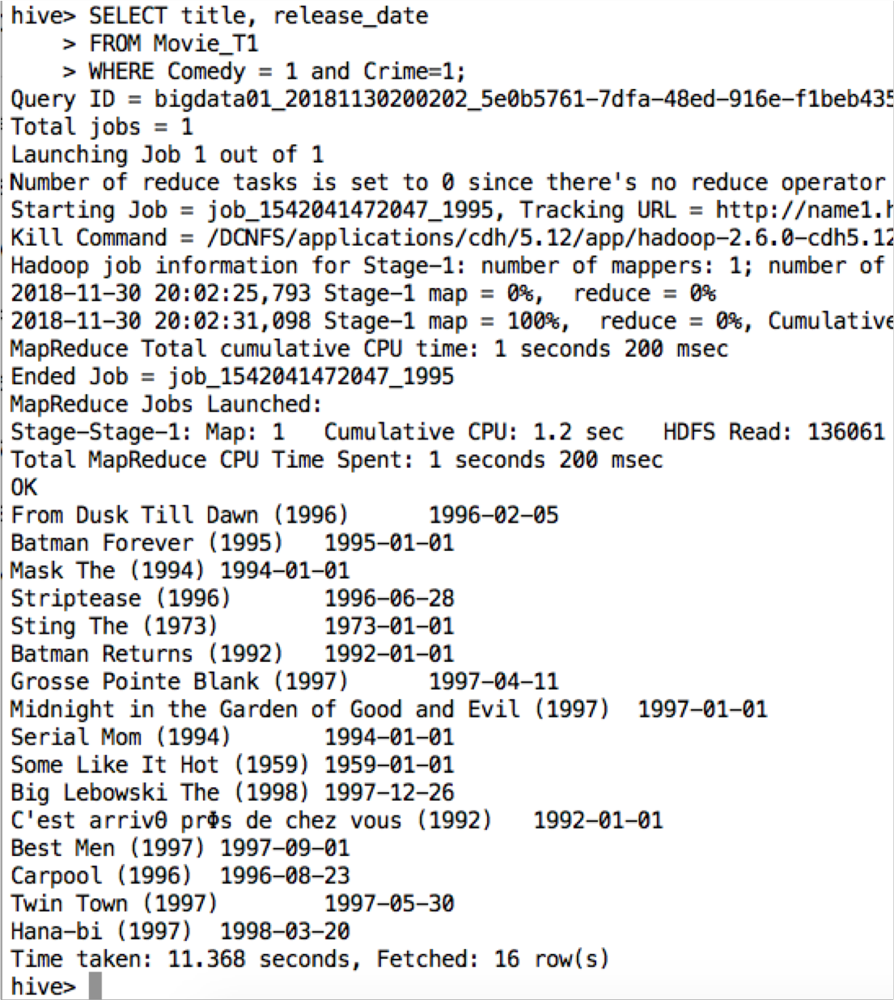 hive> SELECT title, release_date
    > FROM Movie_T1
    > WHERE Comedy = 1 and Crime=1;
Query ID = bigdata01_20181130200202_5e0b5761-7dfa-48ed-916e-f1beb435
Total jobs = 1
Launching Job 1 out of 1
Number of reduce tasks is set to 0 since there's no reduce operator
Starting Job = job_1542041472047_1995, Tracking URL = http://name1.h
Kill Command = /DCNFS/applications/cdh/5.12/app/hadoop-2.6.0-cdh5.12
Hadoop job information for Stage-1: number of mappers: 1; number of
2018-11-30 20:02:25,793 Stage-1 map = 0%,  reduce = 0%
2018-11-30 20:02:31,098 Stage-1 map = 100%,  reduce = 0%, Cumulative
MapReduce Total cumulative CPU time: 1 seconds 200 msec
Ended Job = job_1542041472047_1995
MapReduce Jobs Launched:
Stage-Stage-1: Map: 1   Cumulative CPU: 1.2 sec   HDFS Read: 136061
Total MapReduce CPU Time Spent: 1 seconds 200 msec
OK
From Dusk Till Dawn (1996)      1996-02-05
Batman Forever (1995)   1995-01-01
Mask The (1994) 1994-01-01
Striptease (1996)       1996-06-28
Sting The (1973)        1973-01-01
Batman Returns (1992)   1992-01-01
Grosse Pointe Blank (1997)      1997-04-11
Midnight in the Garden of Good and Evil (1997)  1997-01-01
Serial Mom (1994)       1994-01-01
Some Like It Hot (1959) 1959-01-01
Big Lebowski The (1998) 1997-12-26
C'est arrivθ prΦs de chez vous (1992)   1992-01-01
Best Men (1997) 1997-09-01
Carpool (1996)  1996-08-23
Twin Town (1997)        1997-05-30
Hana-bi (1997)  1998-03-20
Time taken: 11.368 seconds, Fetched: 16 row(s)
hive>